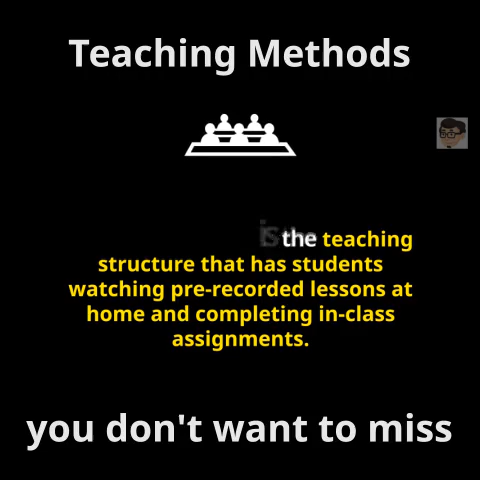 Teaching Methods
is the teaching
structure that has students
watching pre-recorded lessons at
home and completing in-class
assignments.
you don't want to miss